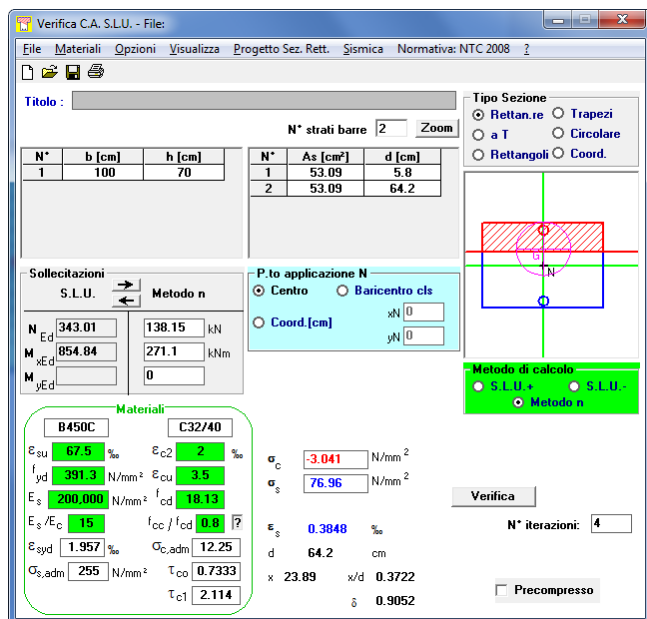 Verifica C.A. S.L.U. - File:
File Materiali Opzioni Visualizza Progetto Sez. Rett. Sismica Normativa: NTC 2008 ?
Titolo :
N° strati barre 2 Zoom
Tipo Sezione
Rettan.re Trapezi
a T Circolare
Rettangoli Coord.
N° b [cm] h [cm]
1 100 70
N° As [cm²] d [cm]
1 53.09 5.8
2 53.09 64.2
G
N
Sollecitazioni
S.L.U. Metodo n
N Ed 343.01 138.15 kN
M xEd 854.84 271.1 kNm
M yEd 0
P.to applicazione N
Centro Baricentro cls
Coord.[cm] xN 0
yN 0
Metodo di calcolo
S.L.U.+ S.L.U.-
Metodo n
Materiali
B450C C32/40
εsu 67.5 ‰ εc2 2 ‰
fyd 391.3 N/mm² εcu 3.5
Es 200,000 N/mm² fcd 18.13
Es/Ec 15 fcc / fcd 0.8 ?
εsyd 1.957 ‰ σc,adm 12.25
σs,adm 255 N/mm² τco 0.7333
τc1 2.114
σc -3.041 N/mm²
σs 76.96 N/mm²
εs 0.3848 ‰
d 64.2 cm
x 23.89 x/d 0.3722
δ 0.9052
Verifica
N° iterazioni: 4
Precompresso